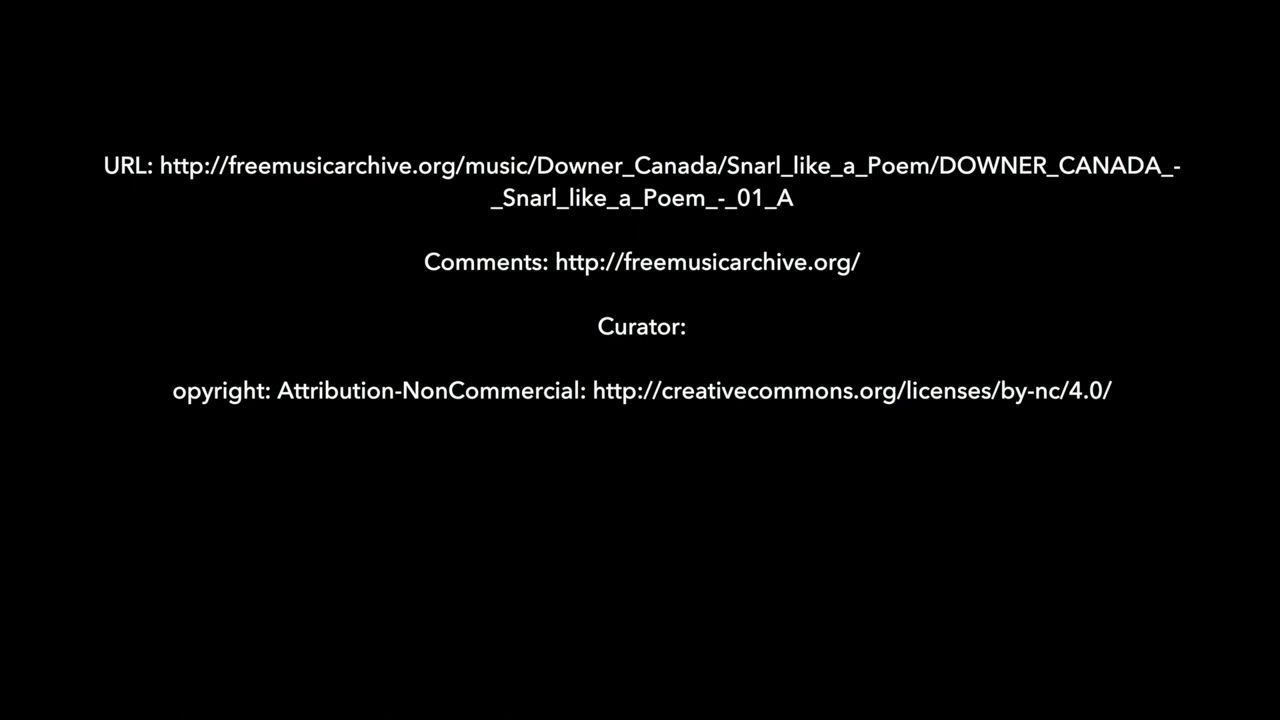 URL: http://freemusicarchive.org/music/Downer_Canada/Snarl_like_a_Poem/DOWNER_CANADA_-
_Snarl_like_a_Poem_-_01_A
Comments: http://freemusicarchive.org/
Curator:
opyright: Attribution-NonCommercial: http://creativecommons.org/licenses/by-nc/4.0/